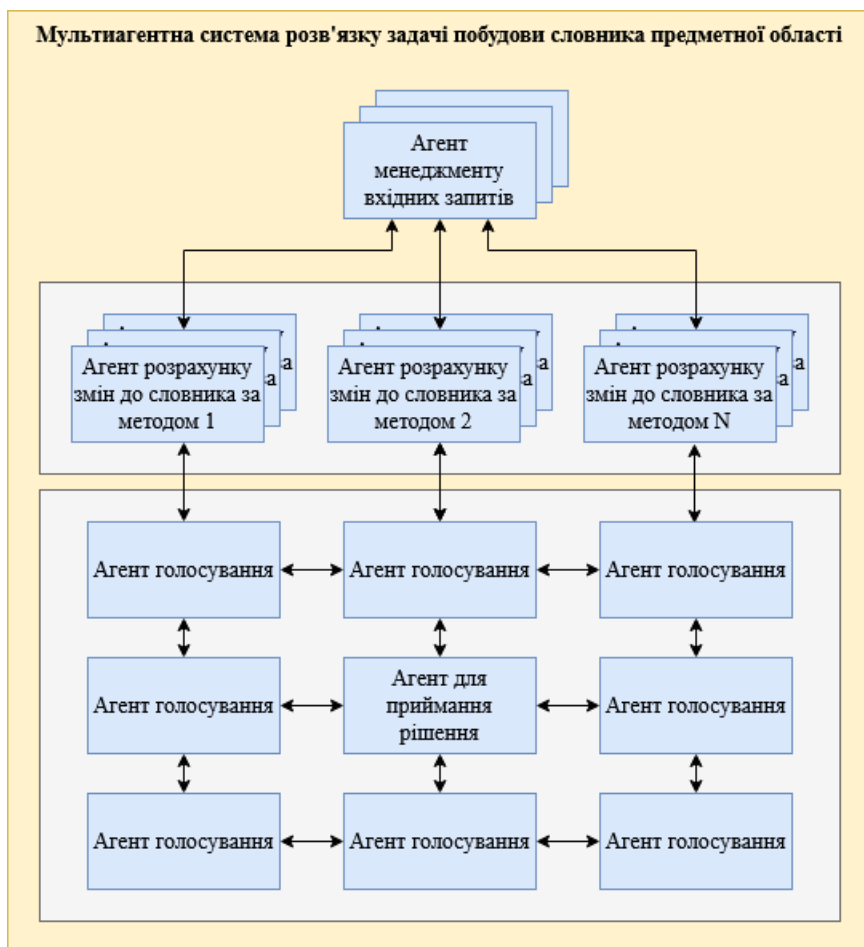 Мультиагентна система розв'язку задачі побудови словника предметної області
Агент
менеджменту
вхідних запитів
Агент розрахунку
змін до словника за
методом 1
Агент розрахунку
змін до словника за
методом 2
Агент розрахунку
змін до словника за
методом N
Агент голосування
Агент голосування
Агент голосування
Агент голосування
Агент для
приймання
рішення
Агент голосування
Агент голосування
Агент голосування
Агент голосування